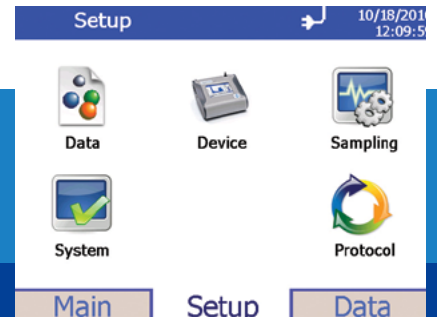 Setup
10/18/201
12:09:5
Data
Device
Sampling
System
Protocol
Main
Setup
Data